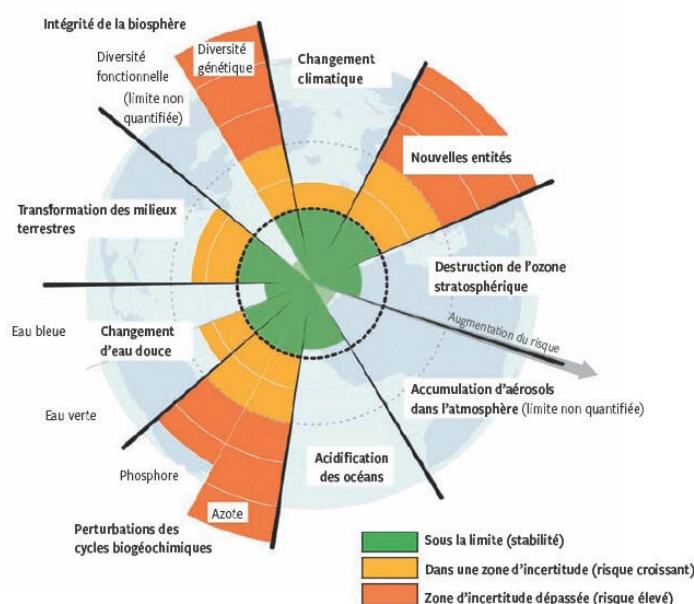 Intégrité de la biosphère
Diversité
fonctionnelle
(limite non
quantifiée)
Diversité
génétique
Changement
climatique
Nouvelles entités
Transformation des milieux
terrestres
Destruction de l'ozone
stratosphérique
Augmentation du risque
Eau bleue
Changement
d'eau douce
Eau verte
Accumulation d'aérosols
dans l'atmosphère (limite non quantifiée)
Phosphore
Azote
Acidification
des océans
Perturbations des
cycles biogéochimiques
Sous la limite (stabilité)
Dans une zone d'incertitude (risque croissant)
Zone d'incertitude dépassée (risque élevé)